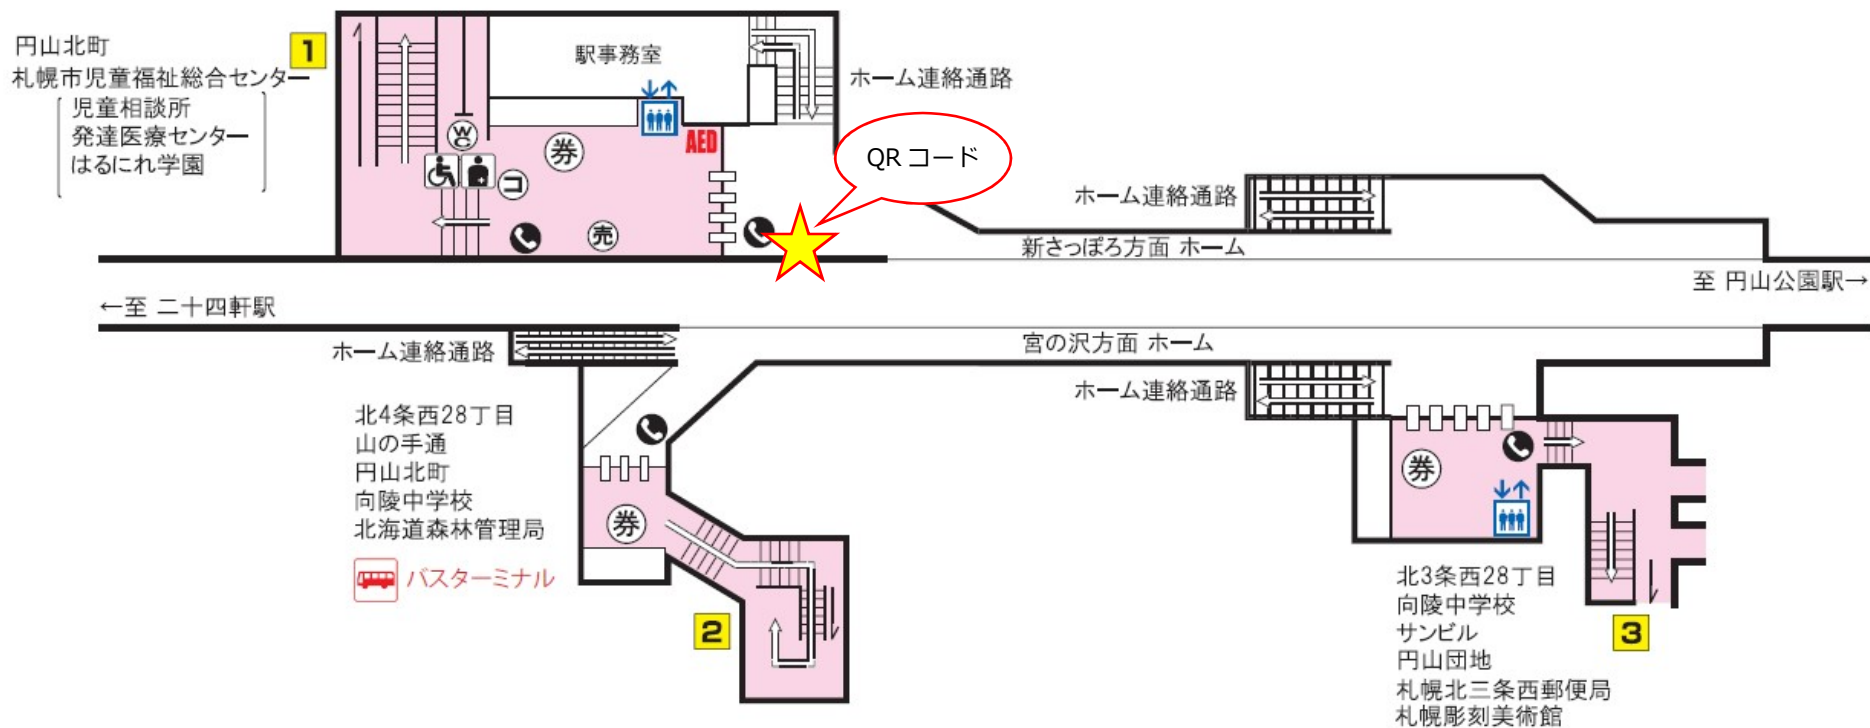 円山北町
札幌市児童福祉総合センター
児童相談所
発達医療センター
はるにれ学園
1
駅事務室
ホーム連絡通路
WC
券
AED
コ
売
QRコード
ホーム連絡通路
新さっぽろ方面 ホーム
至 円山公園駅→
←至 二十四軒駅
ホーム連絡通路
宮の沢方面 ホーム
ホーム連絡通路
北4条西28丁目
山の手通
円山北町
向陵中学校
北海道森林管理局
バスターミナル
券
2
券
北3条西28丁目
向陵中学校
サンビル
円山団地
札幌北三条西郵便局
札幌彫刻美術館
3